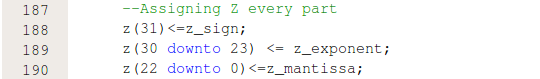 187 --Assigning Z every part
188 z(31)<=z_sign;
189 z(30 downto 23) <= z_exponent;
190 z(22 downto 0)<=z_mantissa;